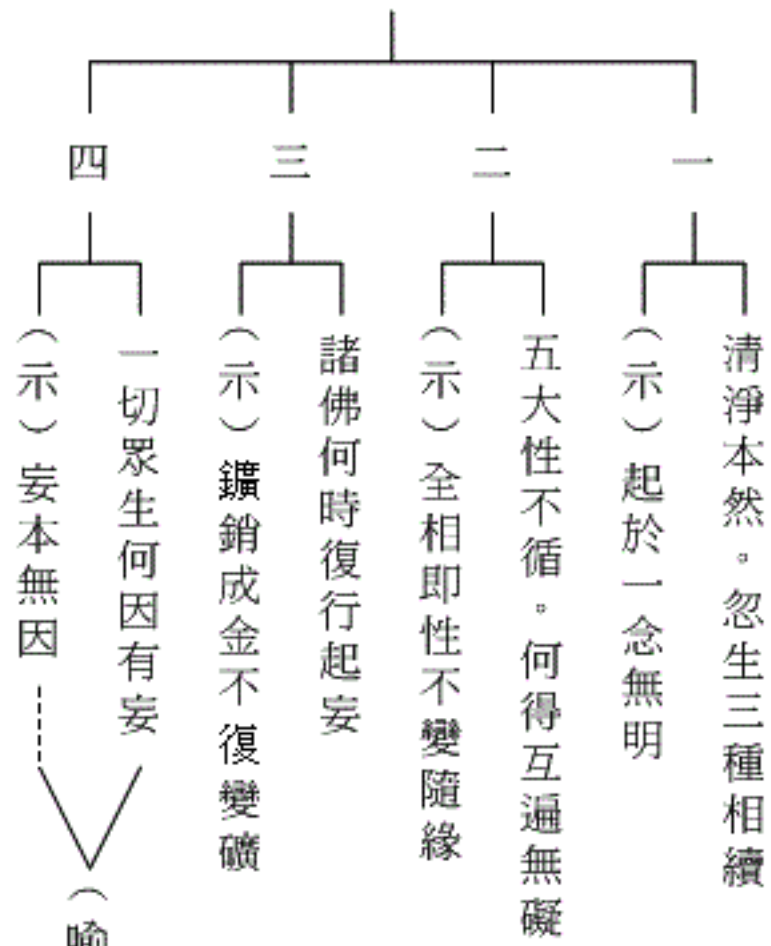 一
清淨本然。忽生三種相續
（示）起於一念無明
二
五大性不循。何得互遍無礙
（示）全相即性不變隨緣
三
諸佛何時復行起妄
（示）鑛銷成金不復變礦
四
一切眾生何因有妄
（示）妄本無因
（喻